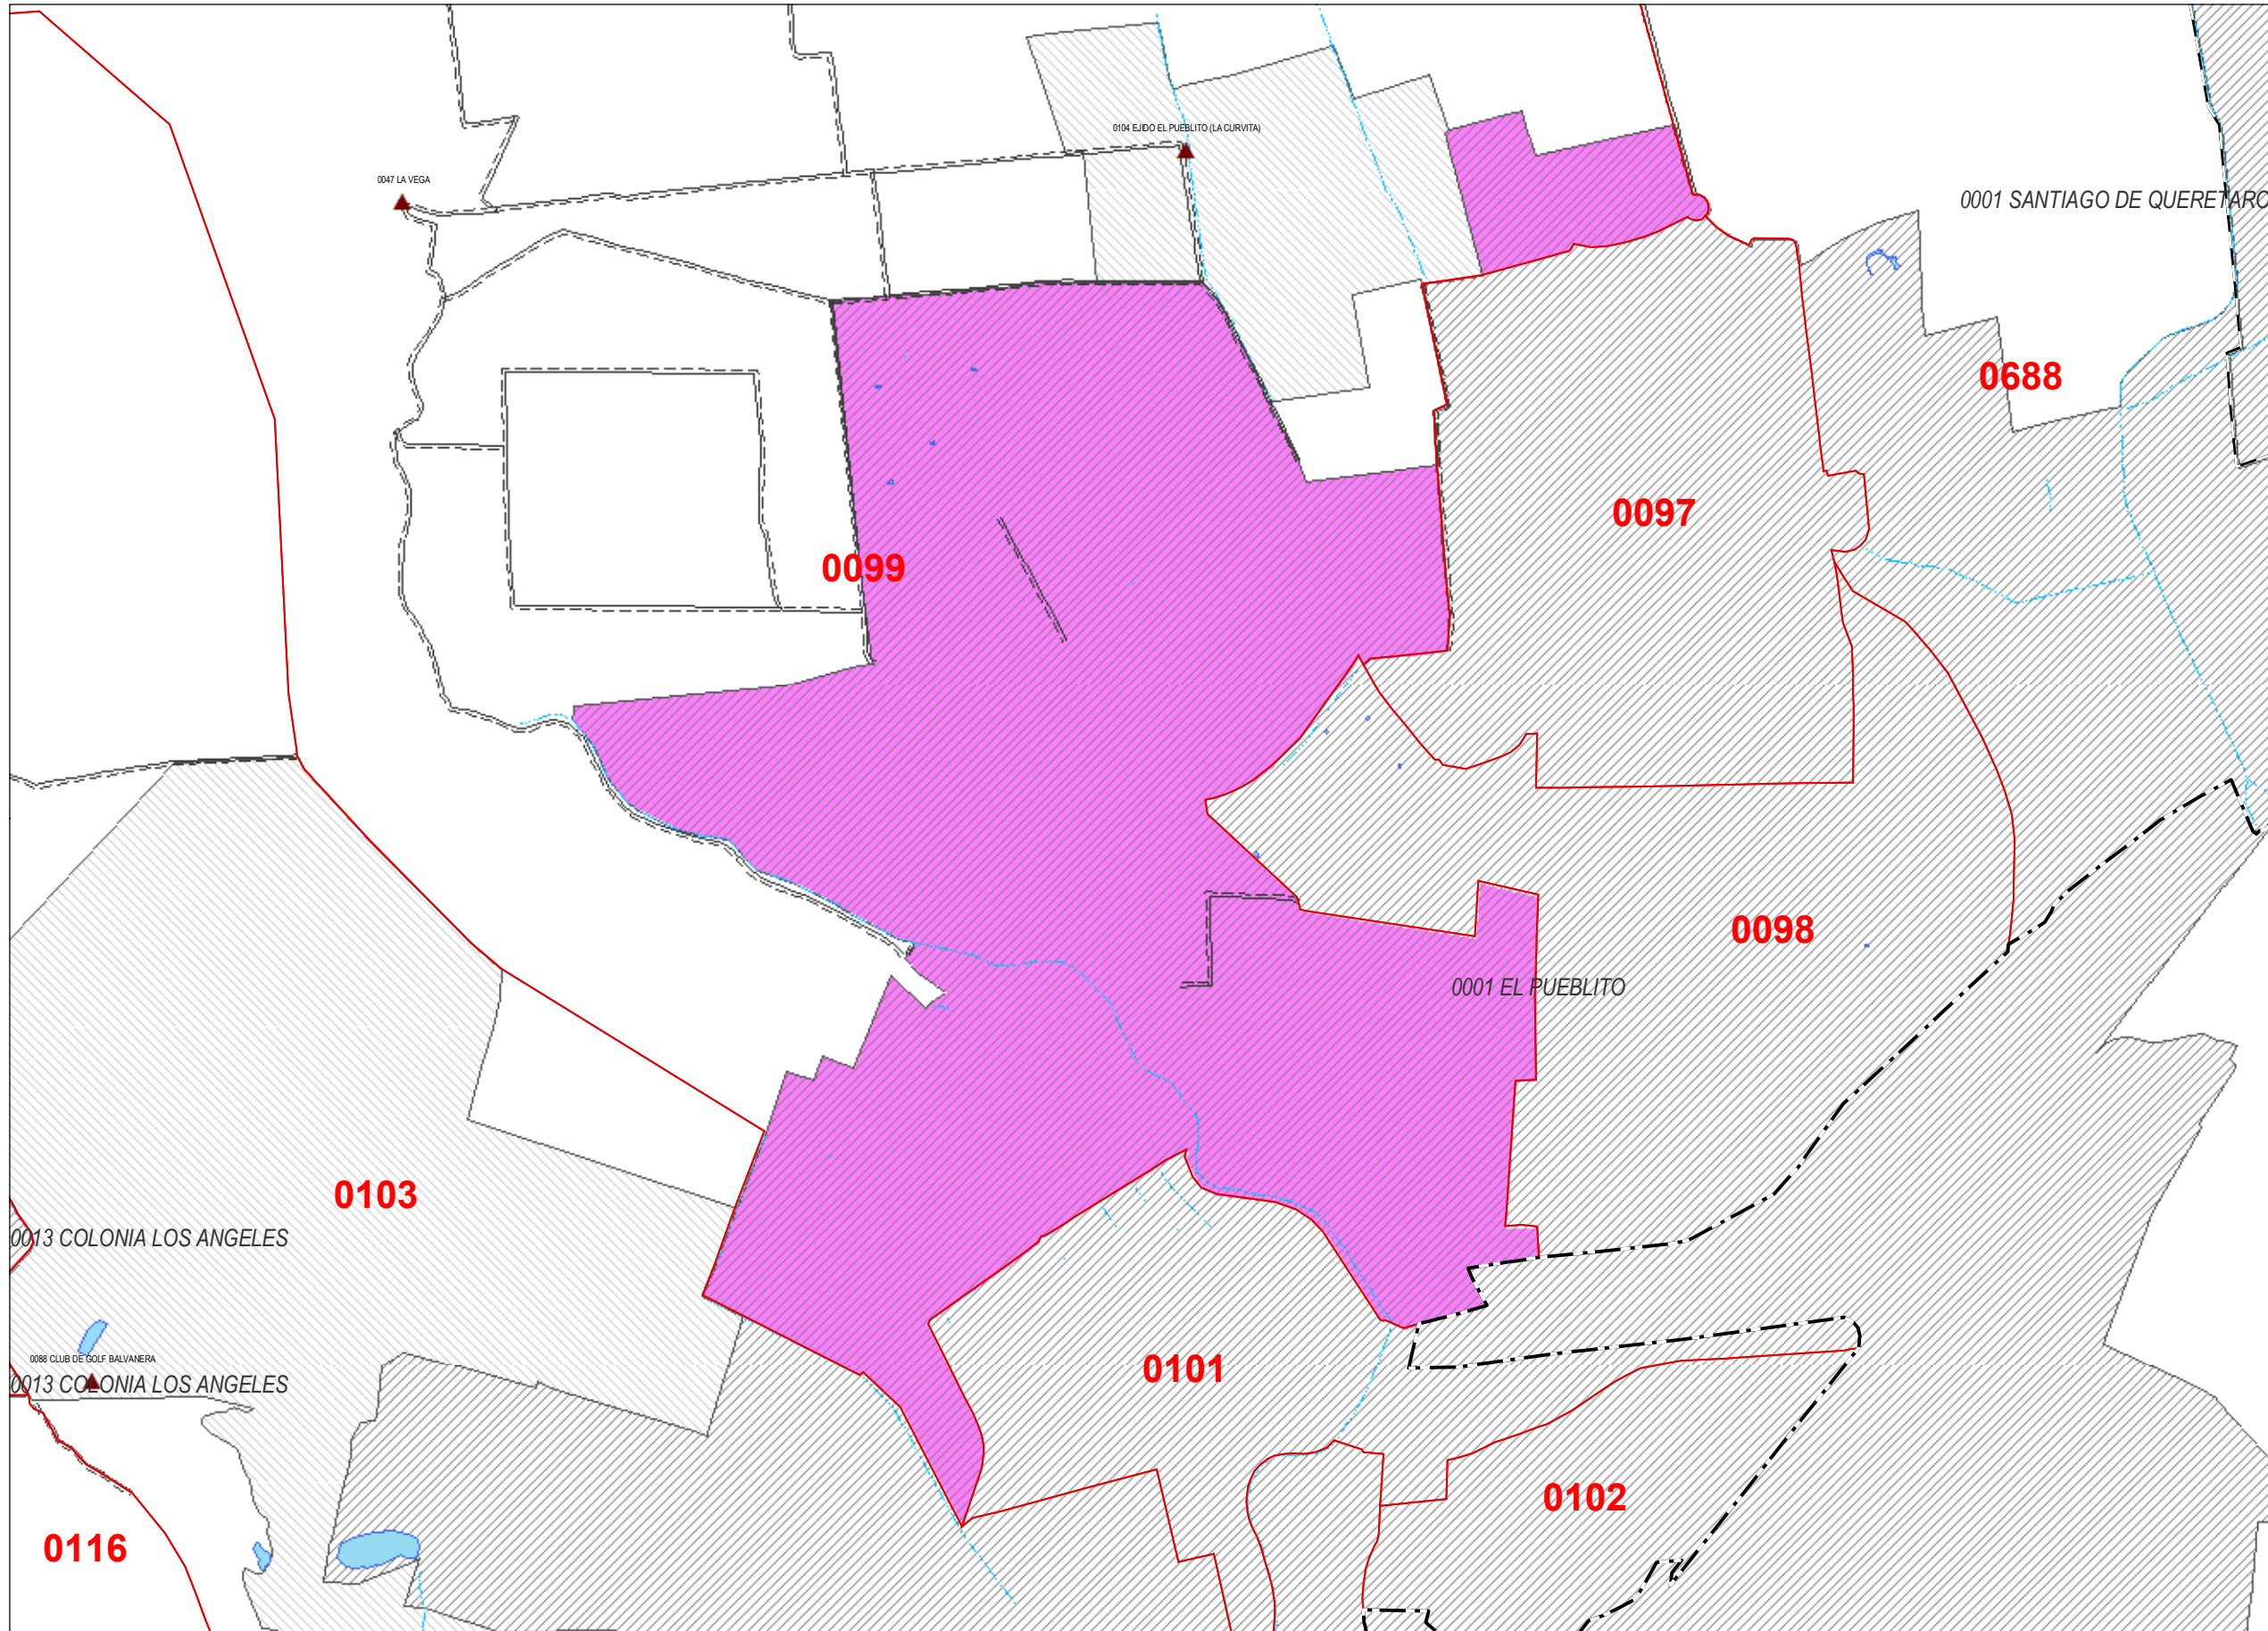 0104 EJIDO EL PUEBLITO (LA CURVITA)
0047 LA VEGA
0001 SANTIAGO DE QUERETARO
0688
0097
0099
0098
0001 EL PUEBLITO
0103
0013 COLONIA LOS ANGELES
0088 CLUB DE GOLF BALVANERA
0101
0013 COLONIA LOS ANGELES
0102
0116